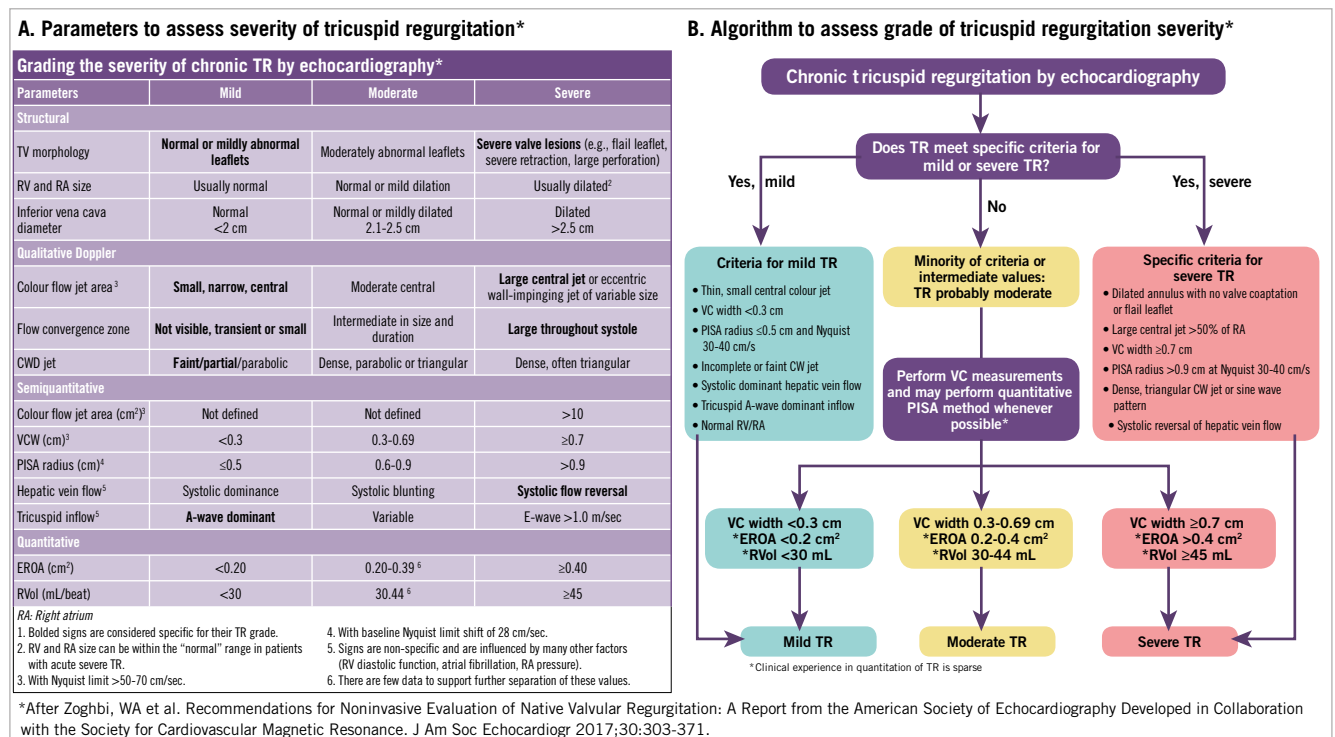 A. Parameters to assess severity of tricuspid regurgitation*
Grading the severity of chronic TR by echocardiography*
Parameters Mild Moderate Severe
Structural
TV morphology Normal or mildly abnormal leaflets Moderately abnormal leaflets Severe valve lesions (e.g., flail leaflet, severe retraction, large perforation)
RV and RA size Usually normal Normal or mild dilation Usually dilated2
Inferior vena cava diameter Normal <2 cm Normal or mildly dilated 2.1-2.5 cm Dilated >2.5 cm
Qualitative Doppler
Colour flow jet area 3 Small, narrow, central Moderate central Large central jet or eccentric wall-impinging jet of variable size
Flow convergence zone Not visible, transient or small Intermediate in size and duration Large throughout systole
CWD jet Faint/partial/parabolic Dense, parabolic or triangular Dense, often triangular
Semiquantitative
Colour flow jet area (cm2)3 Not defined Not defined >10
VCW (cm)3 <0.3 0.3-0.69 ≥0.7
PISA radius (cm)4 ≤0.5 0.6-0.9 >0.9
Hepatic vein flow5 Systolic dominance Systolic blunting Systolic flow reversal
Tricuspid inflow5 A-wave dominant Variable E-wave >1.0 m/sec
Quantitative
EROA (cm2) <0.20 0.20-0.39 6 ≥0.40
RVol (mL/beat) <30 30.44 6 ≥45
RA: Right atrium
1. Bolded signs are considered specific for their TR grade.
2. RV and RA size can be within the “normal” range in patients
with acute severe TR.
3. With Nyquist limit >50-70 cm/sec.
4. With baseline Nyquist limit shift of 28 cm/sec.
5. Signs are non-specific and are influenced by many other factors
(RV diastolic function, atrial fibrillation, RA pressure).
6. There are few data to support further separation of these values.
B. Algorithm to assess grade of tricuspid regurgitation severity*
Chronic t ricuspid regurgitation by echocardiography
Does TR meet specific criteria for
mild or severe TR?
Yes, mild
No
Yes, severe
Criteria for mild TR
• Thin, small central colour jet
• VC width <0.3 cm
• PISA radius ≤0.5 cm and Nyquist
30-40 cm/s
• Incomplete or faint CW jet
• Systolic dominant hepatic vein flow
• Tricuspid A-wave dominant inflow
• Normal RV/RA
Minority of criteria or
intermediate values:
TR probably moderate
Perform VC measurements
and may perform quantitative
PISA method whenever
possible*
Specific criteria for
severe TR
• Dilated annulus with no valve coaptation
or flail leaflet
• Large central jet >50% of RA
• VC width ≥0.7 cm
• PISA radius >0.9 cm at Nyquist 30-40 cm/s
• Dense, triangular CW jet or sine wave
pattern
• Systolic reversal of hepatic vein flow
VC width <0.3 cm
*EROA <0.2 cm2
*RVol <30 mL
VC width 0.3-0.69 cm
*EROA 0.2-0.4 cm2
*RVol 30-44 mL
VC width ≥0.7 cm
*EROA >0.4 cm2
*RVol ≥45 mL
Mild TR
Moderate TR
Severe TR
*Clinical experience in quantitation of TR is sparse
*After Zoghbi, WA et al. Recommendations for Noninvasive Evaluation of Native Valvular Regurgitation: A Report from the American Society of Echocardiography Developed in Collaboration
with the Society for Cardiovascular Magnetic Resonance. J Am Soc Echocardiogr 2017;30:303-371.